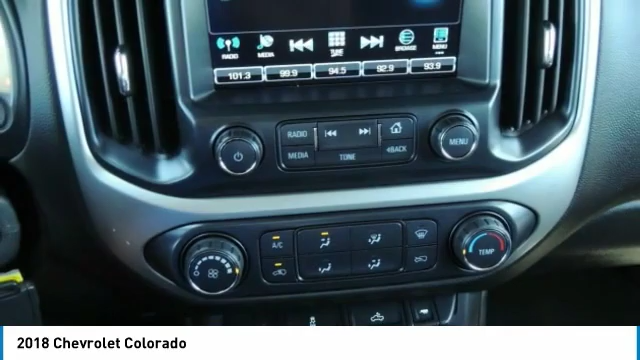 RADIO MEDIA TUNE BROWSE MENU
101.3 99.9 94.5 92.9 93.9
RADIO
MEDIA TONE BACK
MENU
A/C
TEMP
2018 Chevrolet Colorado